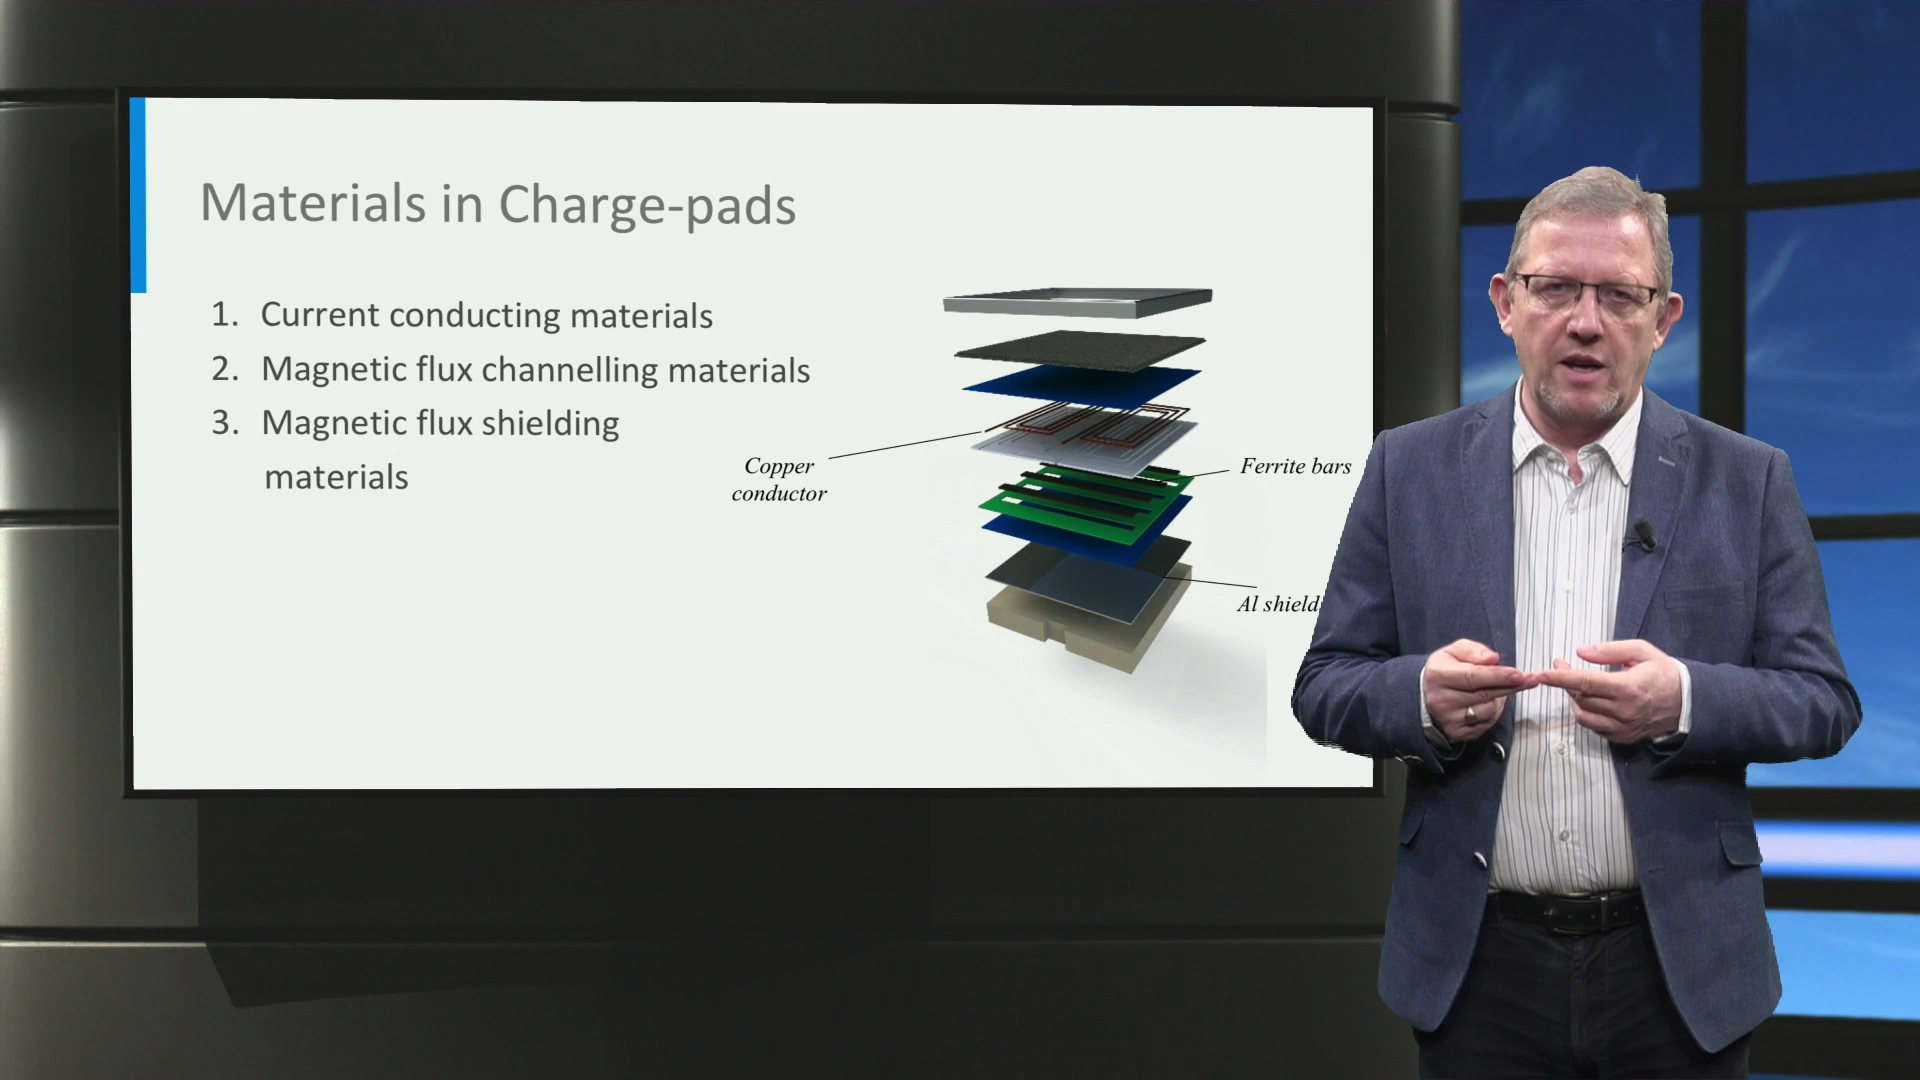 Materials in Charge-pads
1. Current conducting materials
2. Magnetic flux channelling materials
3. Magnetic flux shielding
materials
Copper
conductor
Ferrite bars
Al shield